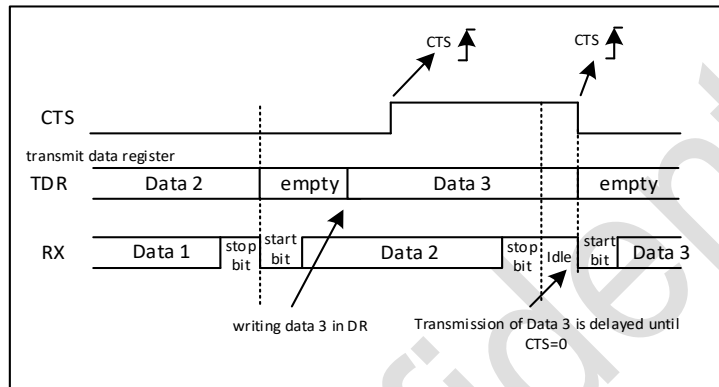 CTS
CTS
CTS
transmit data register
TDR
Data 2
empty
Data 3
empty
RX
Data 1
stop
bit
start
bit
Data 2
stop
bit
Idle
start
bit
Data 3
writing data 3 in DR
Transmission of Data 3 is delayed until
CTS=0